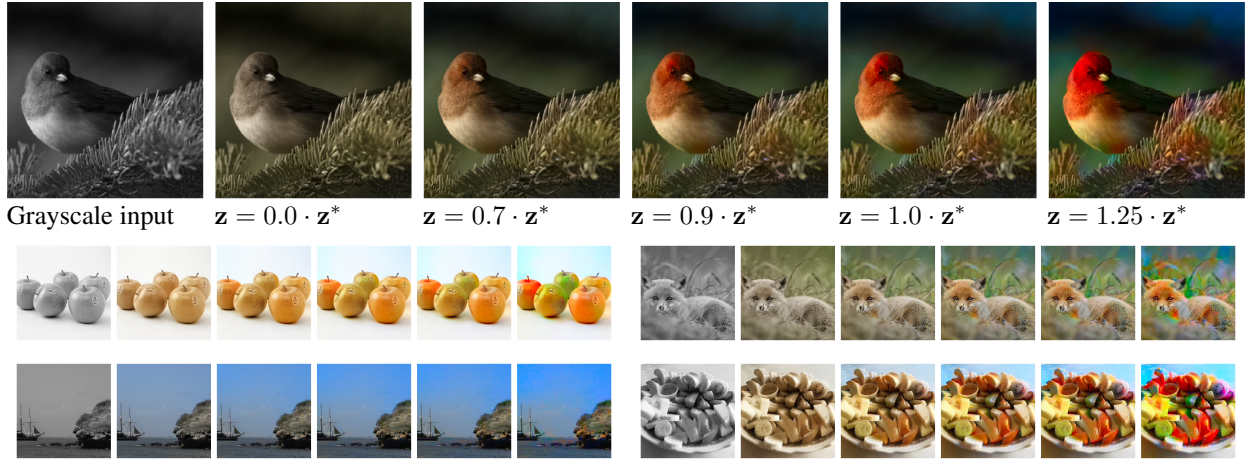 Grayscale input z = 0.0 · z* z = 0.7 · z* z = 0.9 · z* z = 1.0 · z* z = 1.25 · z*